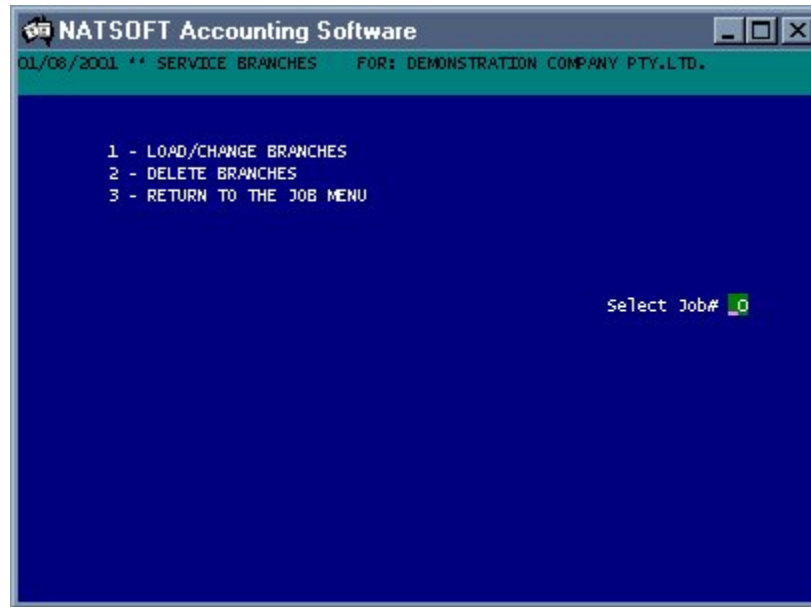 NATSOFT Accounting Software
01/08/2001 ** SERVICE BRANCHES FOR: DEMONSTRATION COMPANY PTY.LTD.
1 - LOAD/CHANGE BRANCHES
2 - DELETE BRANCHES
3 - RETURN TO THE JOB MENU
Select Job# _0